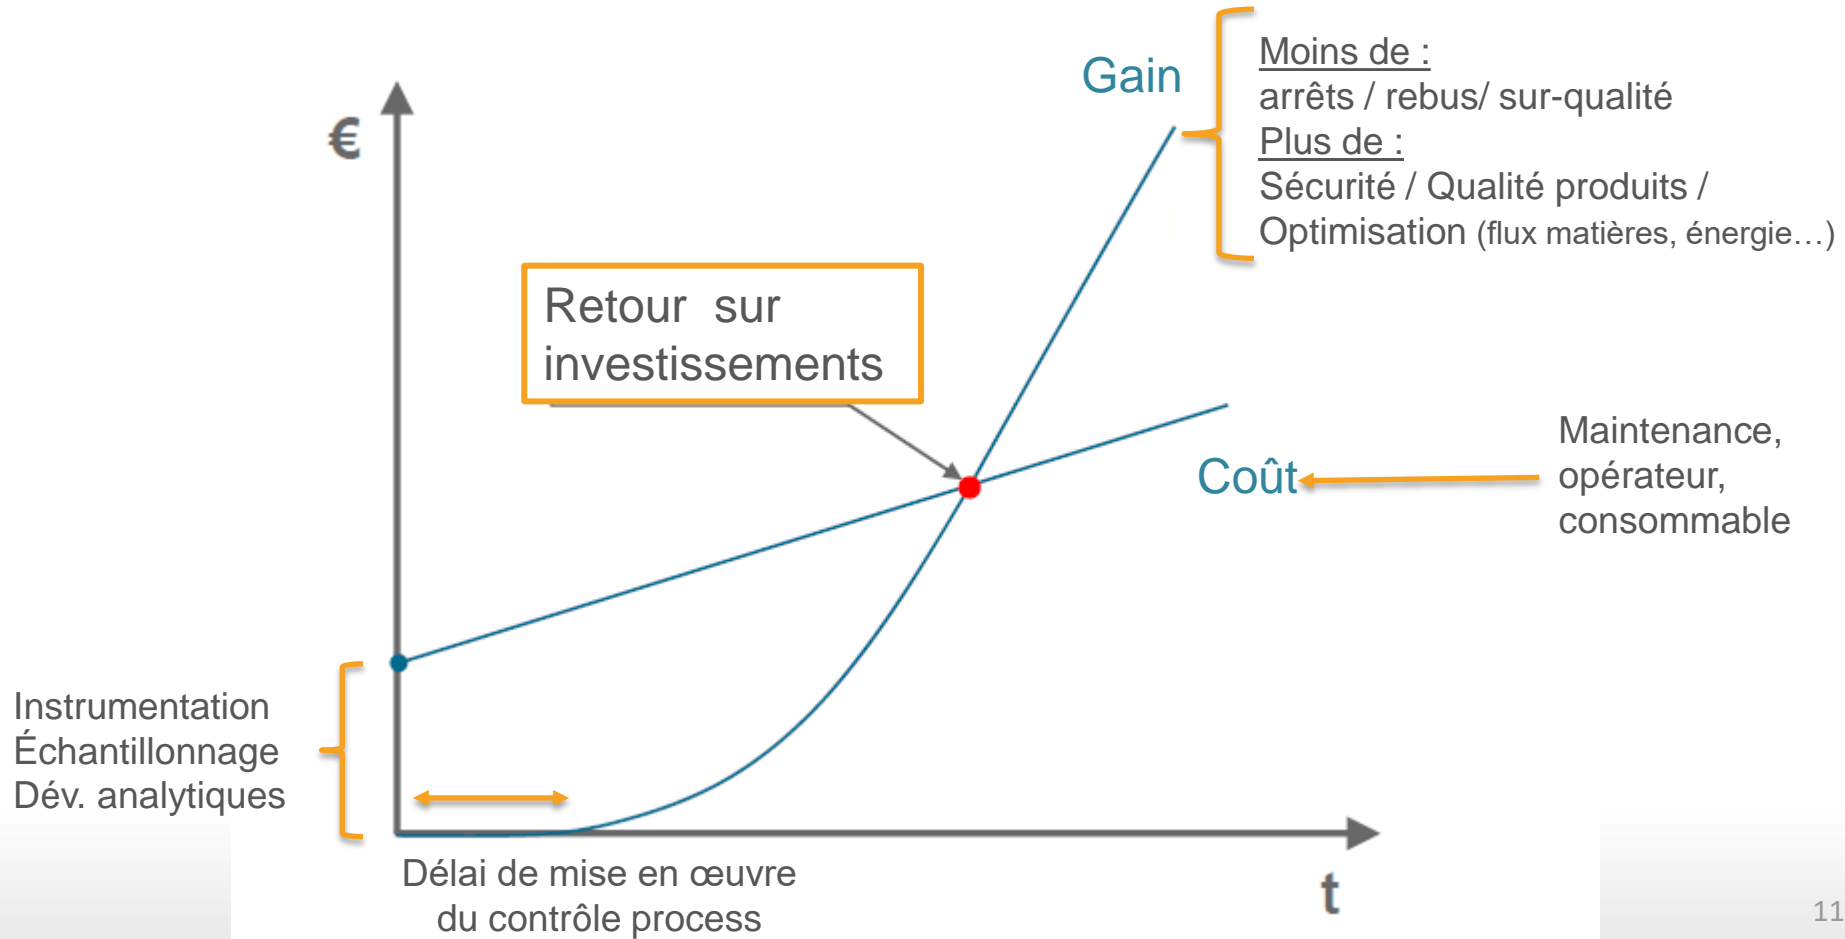 Gain
Moins de :
arrêts / rebus/ sur-qualité
Plus de :
Sécurité / Qualité produits /
Optimisation (flux matières, énergie…)
€
Retour sur
investissements
Coût
Maintenance,
opérateur,
consommable
Instrumentation
Échantillonnage
Dév. analytiques
Délai de mise en œuvre
du contrôle process
t
11